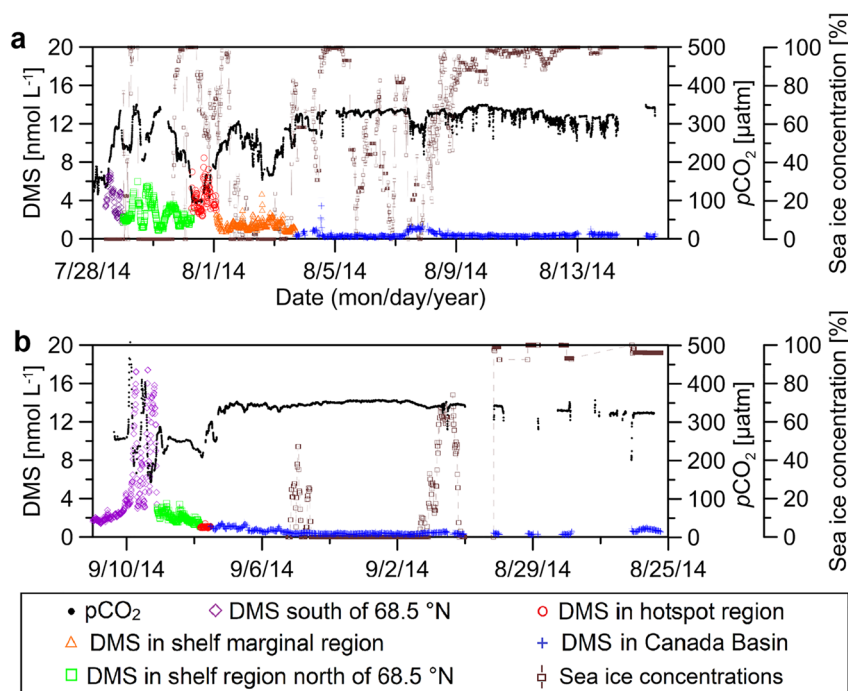 a
20 500 100
16 400 80
12 300 60
8 200 40
4 100 20
0 0 0
DMS [nmol L⁻¹]
pCO₂ [µatm]
Sea ice concentration [%]
7/28/14 8/1/14 8/5/14 8/9/14 8/13/14
Date (mon/day/year)
b
20 500 100
16 400 80
12 300 60
8 200 40
4 100 20
0 0 0
DMS [nmol L⁻¹]
pCO₂ [µatm]
Sea ice concentration [%]
9/10/14 9/6/14 9/2/14 8/29/14 8/25/14
pCO₂ DMS south of 68.5 °N DMS in hotspot region
DMS in shelf marginal region DMS in Canada Basin
DMS in shelf region north of 68.5 °N Sea ice concentrations